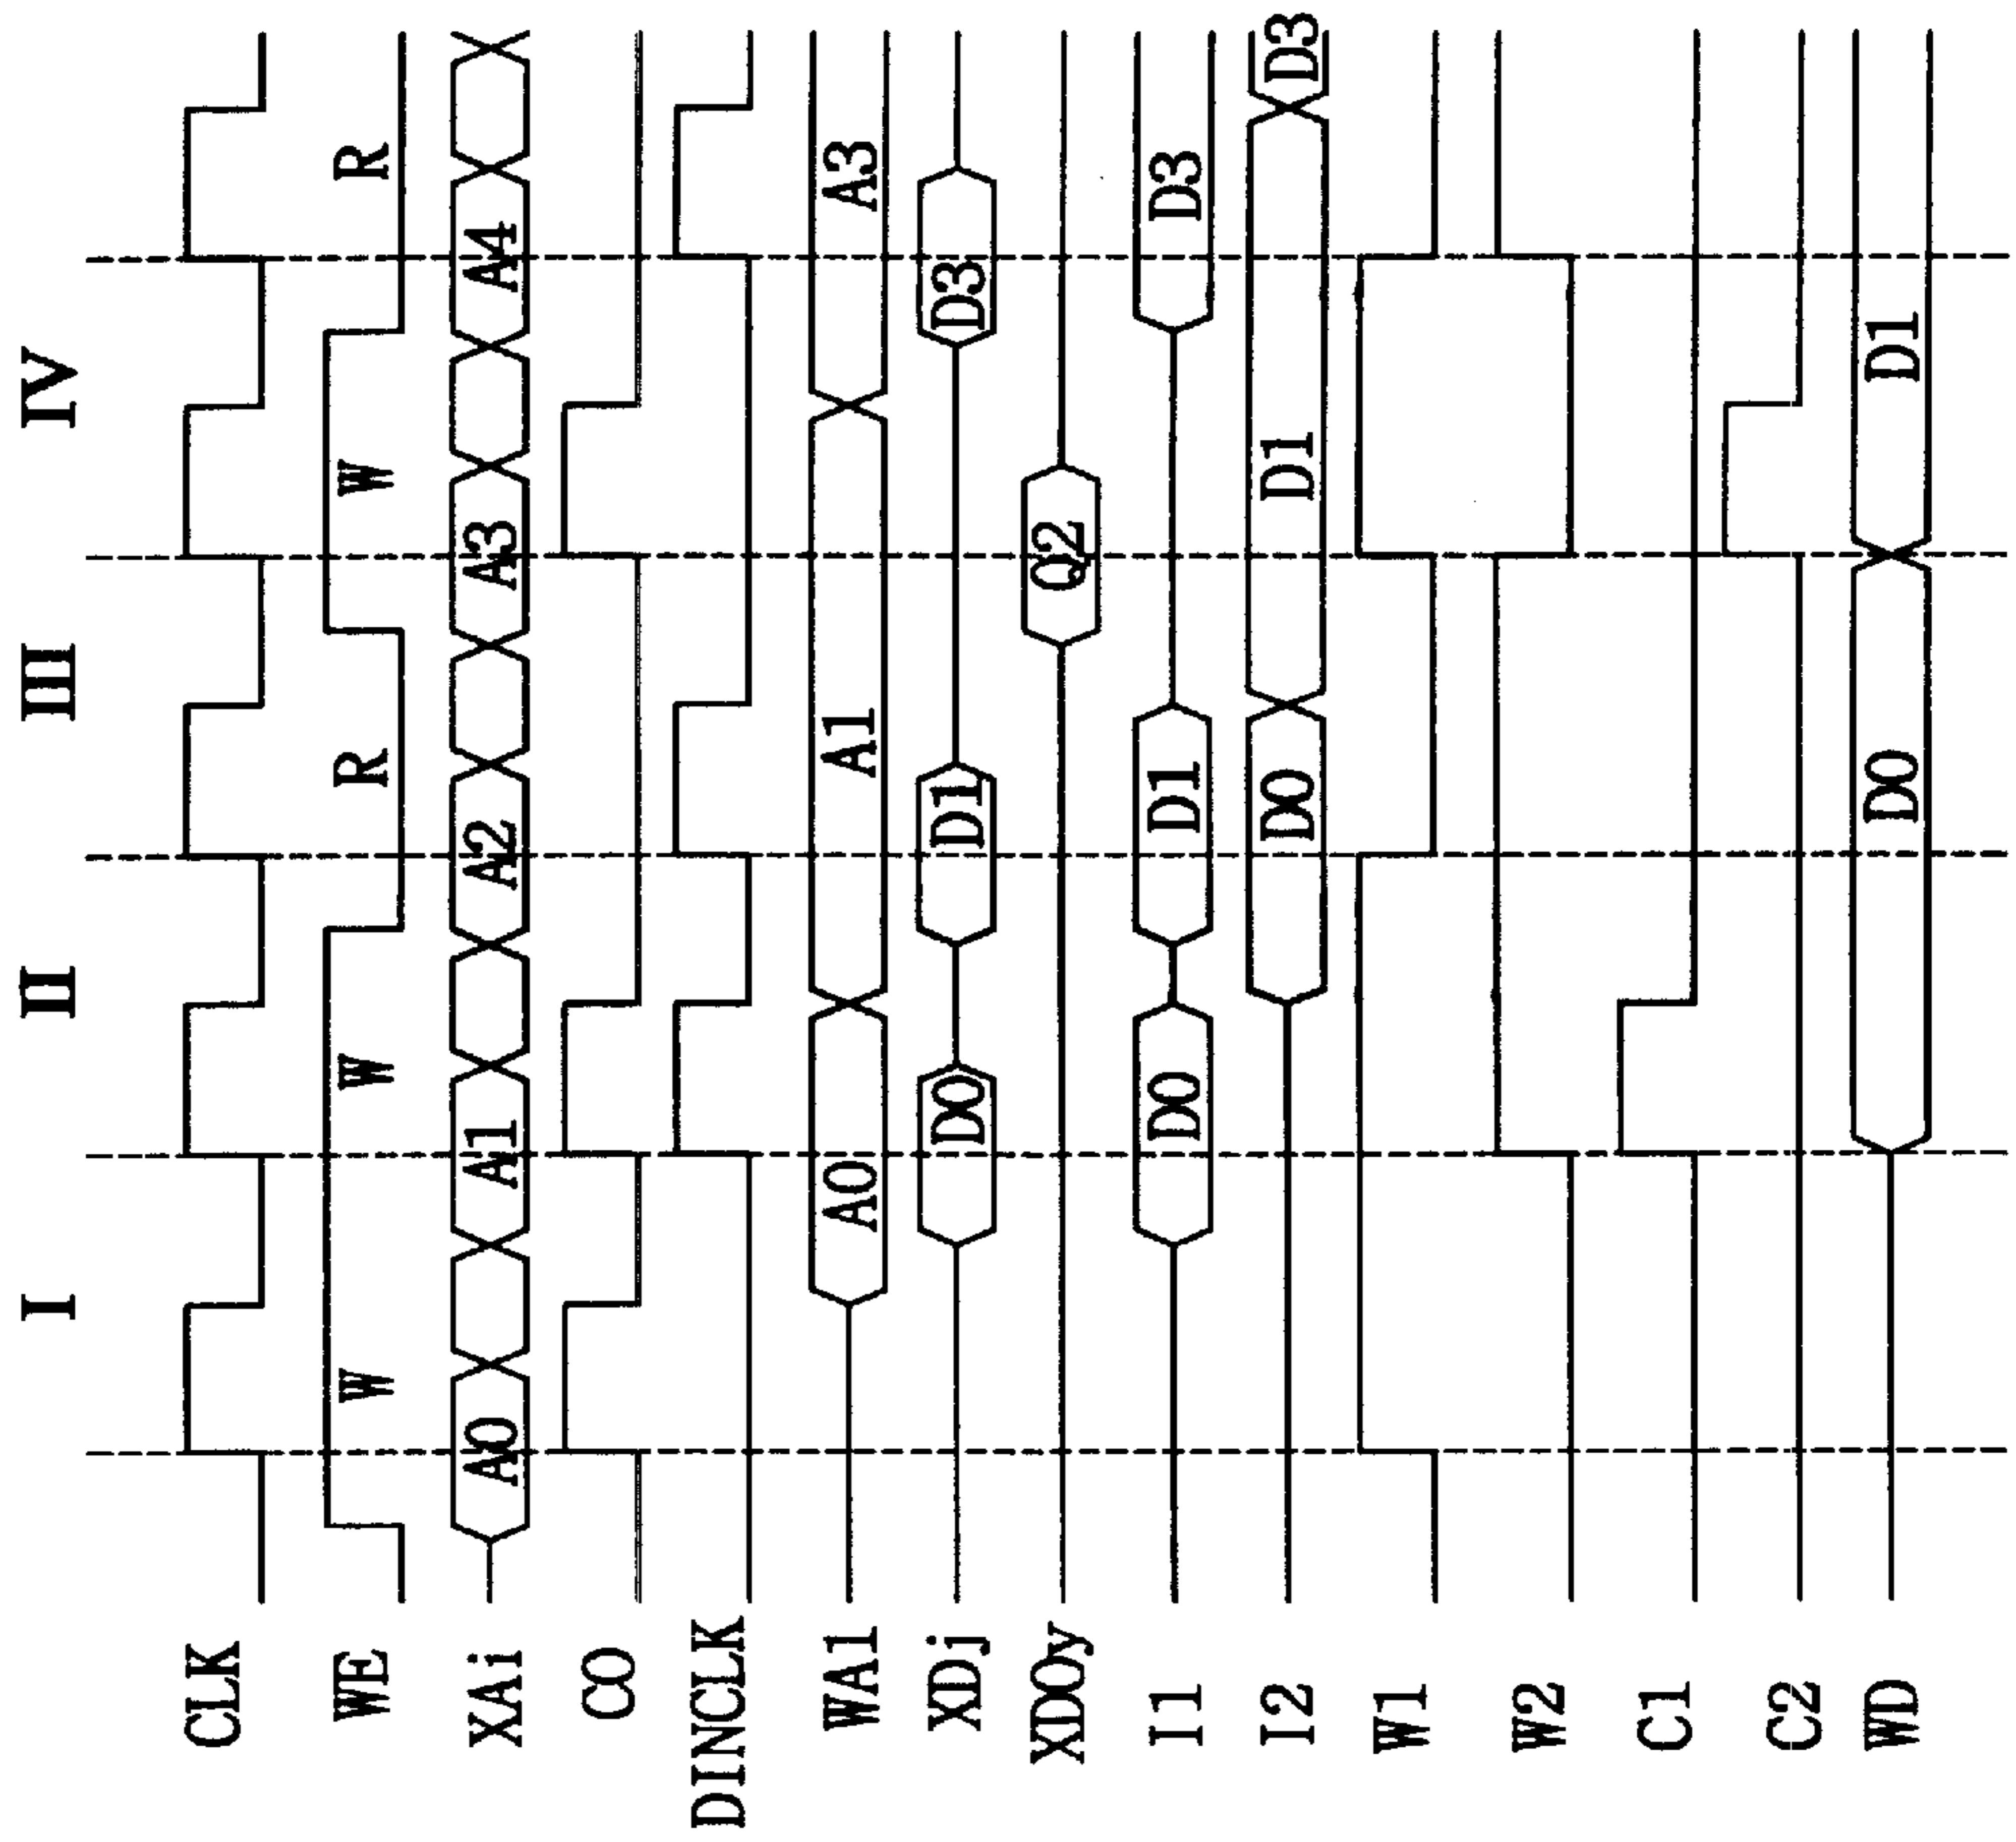 I II III IV
CLK
WE W W R W R
XAi A0 A1 A2 A3 A4
C0
DINCLK
WA1 A0 A1 A3
XDj D0 D1 D3
XDOy Q2
I1 D0 D1 D3
I2 D0 D1 D3
W1
W2
C1
C2
WD D0 D1